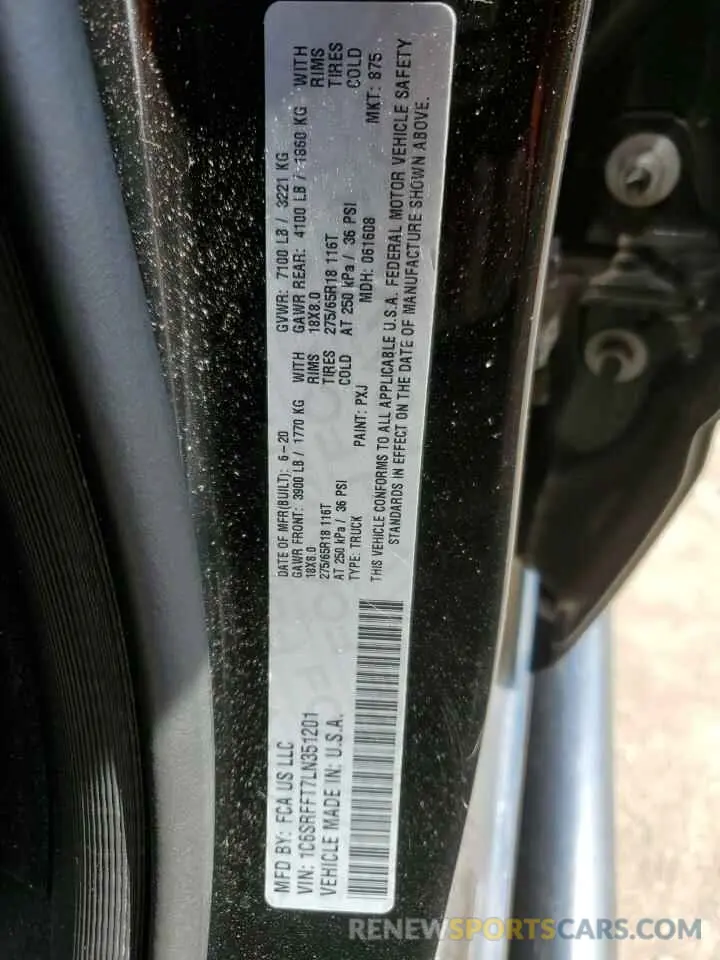 MFD BY: FCA US LLC
VIN: 1C6SRFFT7LN351201
VEHICLE MADE IN: U.S.A.
DATE OF MFR(BUILT): 6-20 GVWR: 7100 LB / 3221 KG
GAWR FRONT: 3900 LB / 1770 KG WITH GAWR REAR: 4100 LB / 1860 KG WITH
18X8.0 RIMS 18X8.0 RIMS
275/65R18 116T TIRES 275/65R18 116T TIRES
AT 250 kPa / 36 PSI COLD AT 250 kPa / 36 PSI COLD
TYPE: TRUCK PAINT: PXJ MDH: 061608 MKT: 875
THIS VEHICLE CONFORMS TO ALL APPLICABLE U.S.A. FEDERAL MOTOR VEHICLE SAFETY
STANDARDS IN EFFECT ON THE DATE OF MANUFACTURE SHOWN ABOVE.
RENEWSPORTSCARS.COM